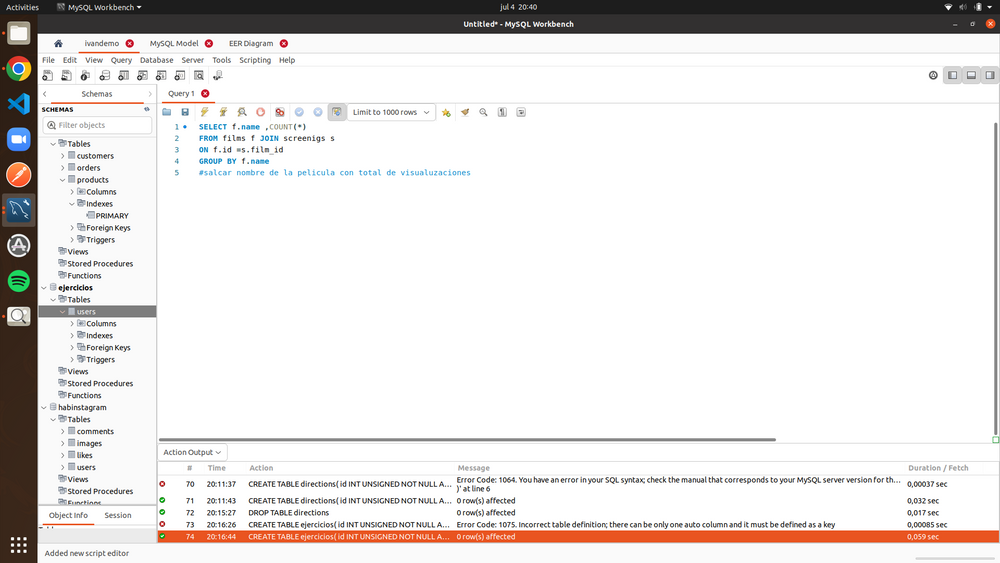 Activities
MySQL Workbench
jul 4 20:40
Untitled* - MySQL Workbench
ivandemo
MySQL Model
EER Diagram
File Edit View Query Database Server Tools Scripting Help
Schemas
Query 1
SCHEMAS
Filter objects
Limit to 1000 rows
Tables
customers
orders
products
Columns
Indexes
PRIMARY
Foreign Keys
Triggers
Views
Stored Procedures
Functions
ejercicios
Tables
users
Columns
Indexes
Foreign Keys
Triggers
Views
Stored Procedures
Functions
habinstagram
Tables
comments
images
likes
users
Views
Stored Procedures
Functions
1 SELECT f.name ,COUNT(*)
2 FROM films f JOIN screenigs s
3 ON f.id =s.film_id
4 GROUP BY f.name
5 #salcar nombre de la pelicula con total de visualuzaciones
Action Output
# Time Action Message Duration / Fetch
70 20:11:37 CREATE TABLE directions( id INT UNSIGNED NOT NULL A... Error Code: 1064. You have an error in your SQL syntax; check the manual that corresponds to your MySQL server version for th... 0,00037 sec
)' at line 6
71 20:11:43 CREATE TABLE directions( id INT UNSIGNED NOT NULL A... 0 row(s) affected 0,032 sec
72 20:15:27 DROP TABLE directions 0 row(s) affected 0,017 sec
73 20:16:26 CREATE TABLE ejercicios( id INT UNSIGNED NOT NULL A... Error Code: 1075. Incorrect table definition; there can be only one auto column and it must be defined as a key 0,00085 sec
74 20:16:44 CREATE TABLE ejercicios( id INT UNSIGNED NOT NULL A... 0 row(s) affected 0,059 sec
Object Info Session
Added new script editor